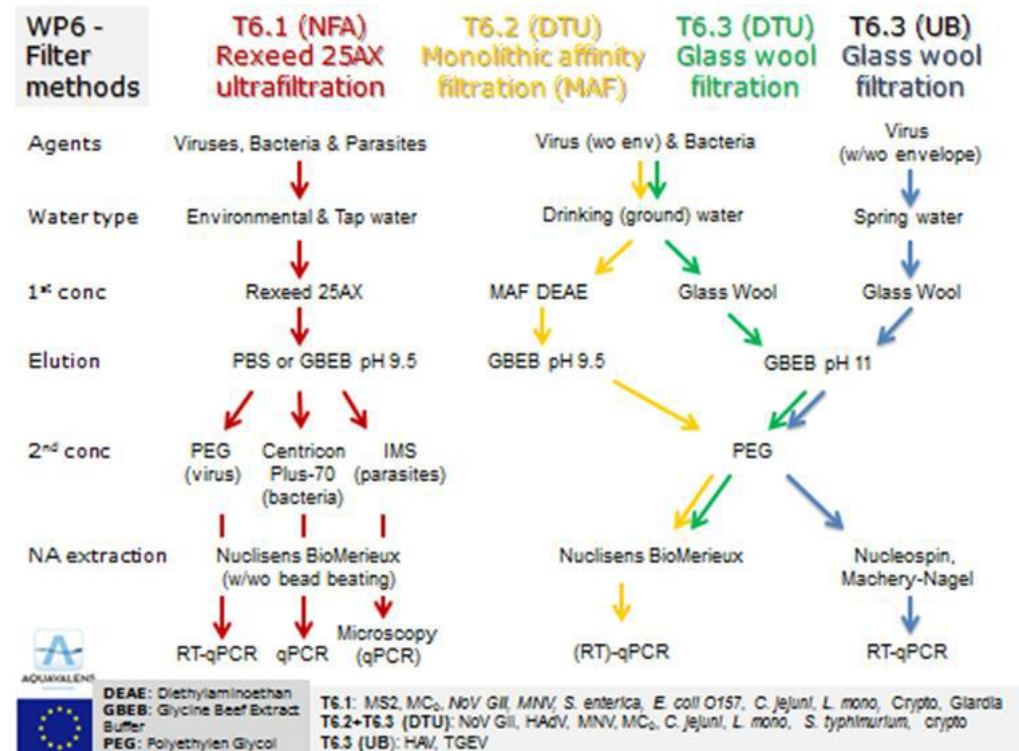 WP6 - Filter methods
T6.1 (NFA) Rexeed 25AX ultrafiltration
T6.2 (DTU) Monolithic affinity filtration (MAF)
T6.3 (DTU) Glass wool filtration
T6.3 (UB) Glass wool filtration
Agents
Viruses, Bacteria & Parasites
Virus (wo env) & Bacteria
Virus (w/wo envelope)
Water type
Environmental & Tap water
Drinking (ground) water
Spring water
1st conc
Rexeed 25AX
MAF DEAE
Glass Wool
Glass Wool
Elution
PBS or GBEB pH 9.5
GBEB pH 9.5
GBEB pH 11
2nd conc
PEG (virus)
Centricon Plus-70 (bacteria)
IMS (parasites)
PEG
NA extraction
Nuclisens BioMerieux (w/wo bead beating)
Nuclisens BioMerieux
Nucleospin, Machery-Nagel
RT-qPCR
qPCR
Microscopy (qPCR)
(RT)-qPCR
RT-qPCR
AQUAVALENS
DEAE: Diethylaminoethan
GBEB: Glycine Beef Extract Buffer
PEG: Polyethylen Glycol
T6.1: MS2, MC0, NoV GII, MNV, S. enterica, E. coli O157, C. jejuni, L. mono, Crypto, Giardia
T6.2+T6.3 (DTU): NoV GII, HAdV, MNV, MC0, C. jejuni, L. mono, S. typhimurium, crypto
T6.3 (UB): HAV, TGEV